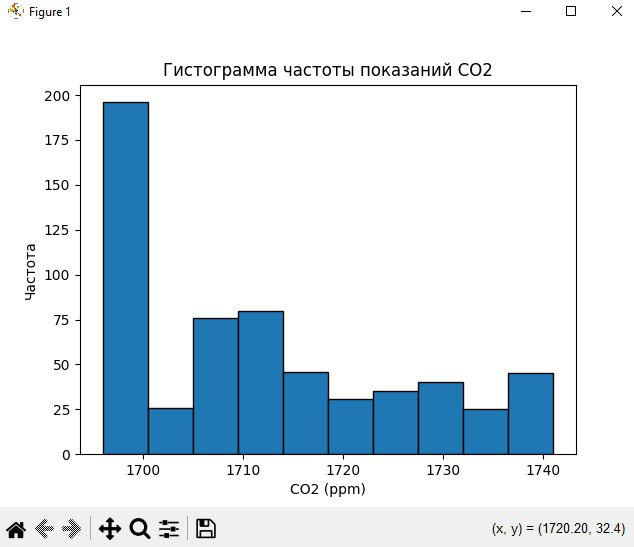 Figure 1
Гистограмма частоты показаний CO2
200
175
150
125
100
75
50
25
0
Частота
1700 1710 1720 1730 1740
CO2 (ppm)
(x, y) = (1720.20, 32.4)